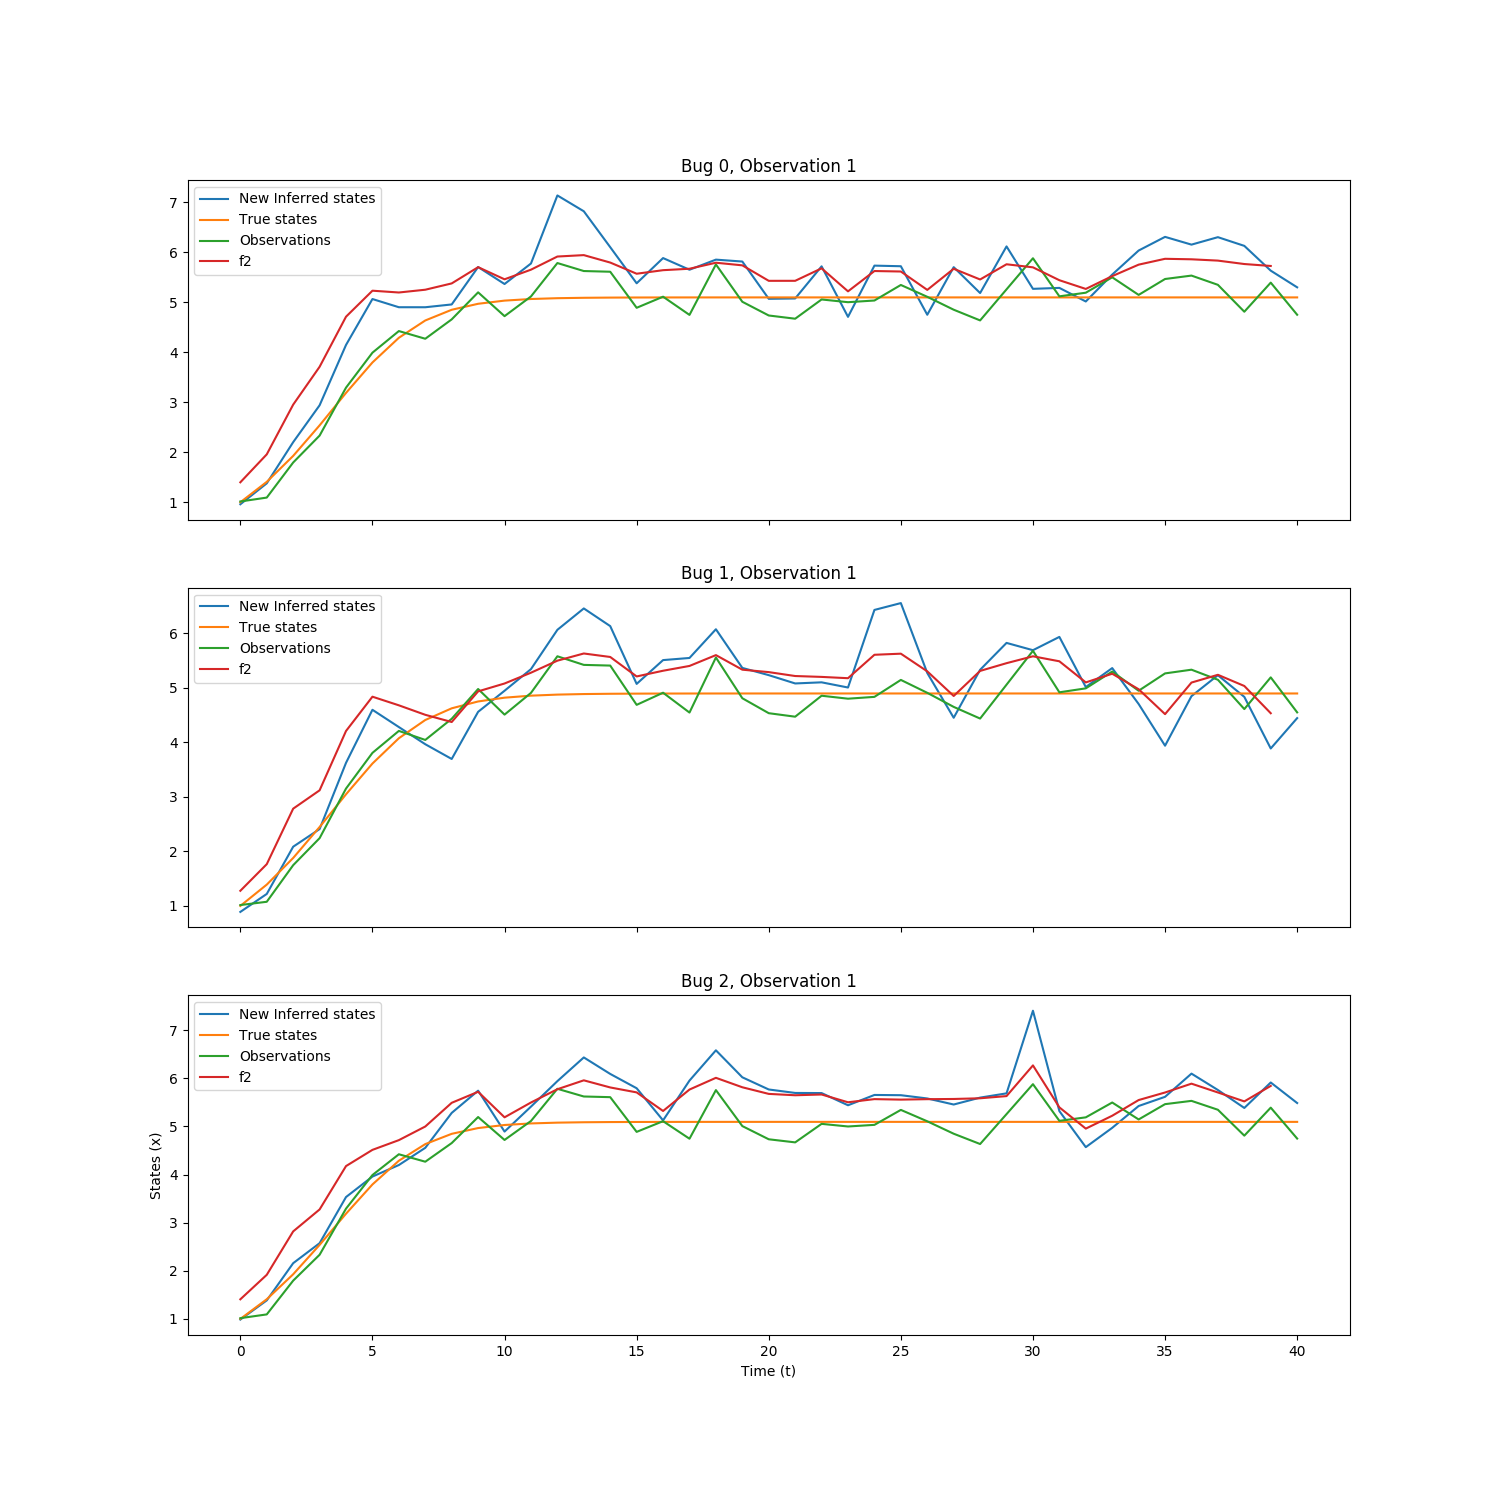 Bug 0, Observation 1
New Inferred states
True states
Observations
f2
7
6
5
4
3
2
1
Bug 1, Observation 1
New Inferred states
True states
Observations
f2
6
5
4
3
2
1
Bug 2, Observation 1
New Inferred states
True states
Observations
f2
7
6
5
4
3
2
1
States (x)
0 5 10 15 20 25 30 35 40
Time (t)